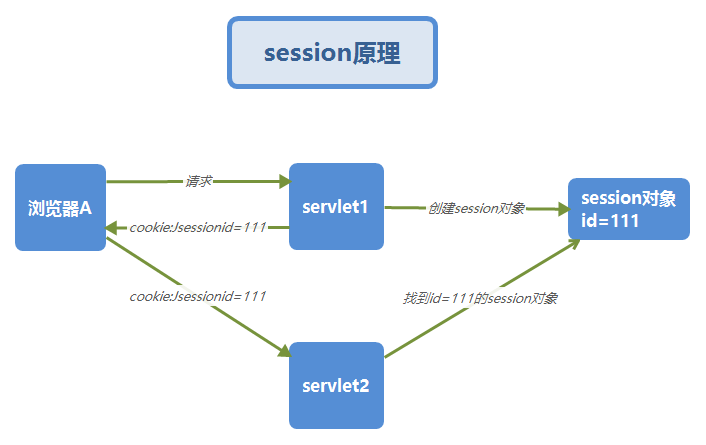 session原理
请求
浏览器A
servlet1
创建session对象
session对象
id=111
cookie:Jsessionid=111
cookie:Jsessionid=111
找到id=111的session对象
servlet2